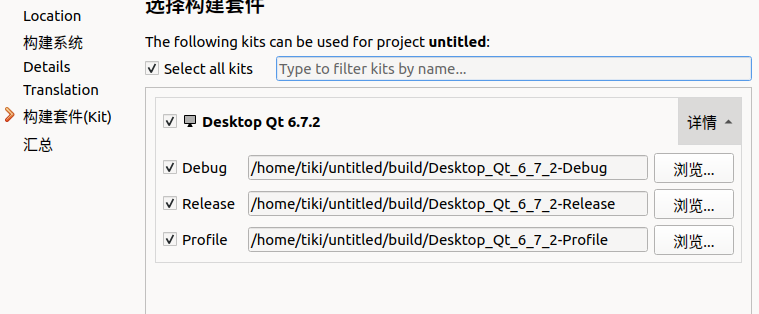 选择构建套件
Location
构建系统
Details
Translation
构建套件(Kit)
汇总
The following kits can be used for project untitled:
Select all kits
Type to filter kits by name...
Desktop Qt 6.7.2
详情
Debug
/home/tiki/untitled/build/Desktop_Qt_6_7_2-Debug
浏览...
Release
/home/tiki/untitled/build/Desktop_Qt_6_7_2-Release
浏览...
Profile
/home/tiki/untitled/build/Desktop_Qt_6_7_2-Profile
浏览...